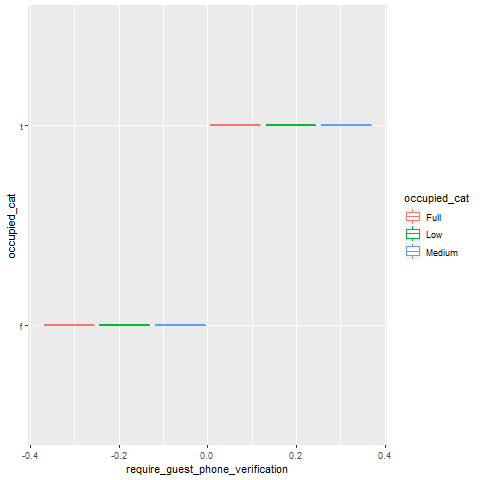 occupied_cat
t
f
-0.4
-0.2
0.0
0.2
0.4
require_guest_phone_verification
occupied_cat
Full
Low
Medium